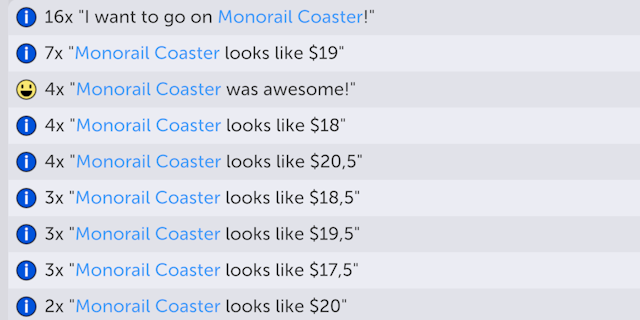 16x "I want to go on Monorail Coaster!"
7x "Monorail Coaster looks like $19"
4x "Monorail Coaster was awesome!"
4x "Monorail Coaster looks like $18"
4x "Monorail Coaster looks like $20,5"
3x "Monorail Coaster looks like $18,5"
3x "Monorail Coaster looks like $19,5"
3x "Monorail Coaster looks like $17,5"
2x "Monorail Coaster looks like $20"